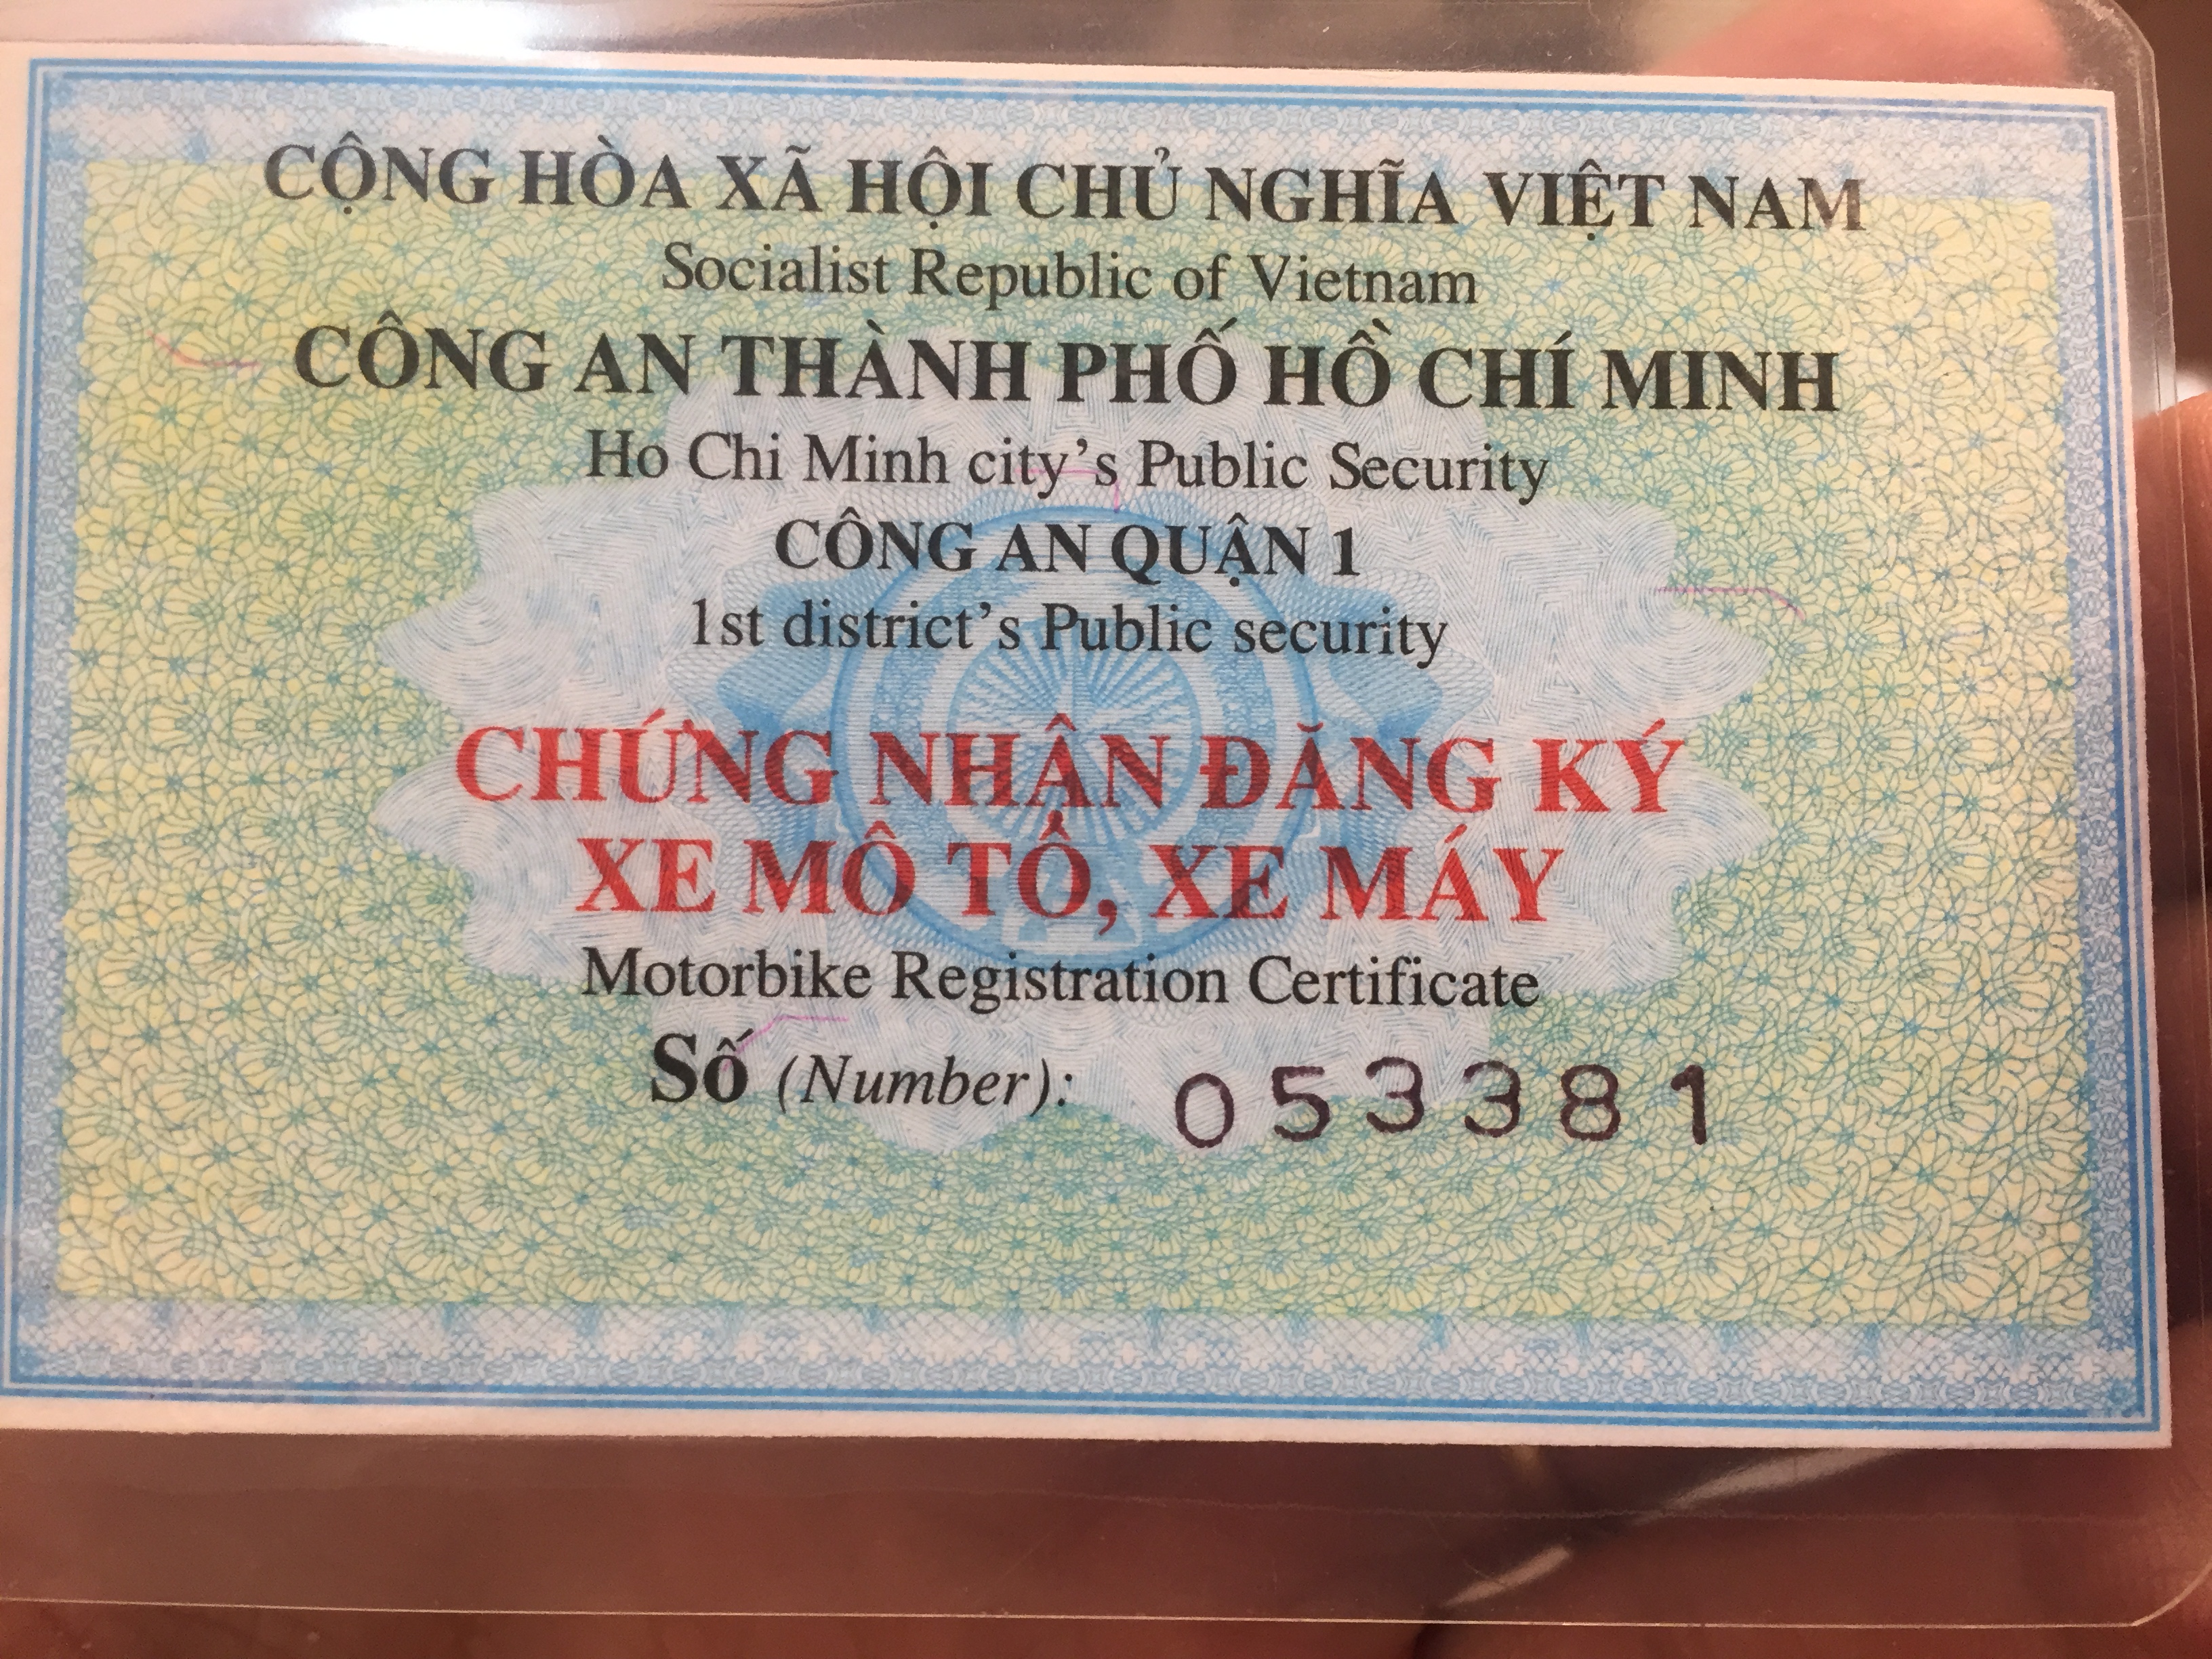 CỘNG HÒA XÃ HỘI CHỦ NGHĨA VIỆT NAM
Socialist Republic of Vietnam
CÔNG AN THÀNH PHỐ HỒ CHÍ MINH
Ho Chi Minh city's Public Security
CÔNG AN QUẬN 1
1st district's Public security
CHỨNG NHẬN ĐĂNG KÝ
XE MÔ TÔ, XE MÁY
Motorbike Registration Certificate
Số (Number): 053381